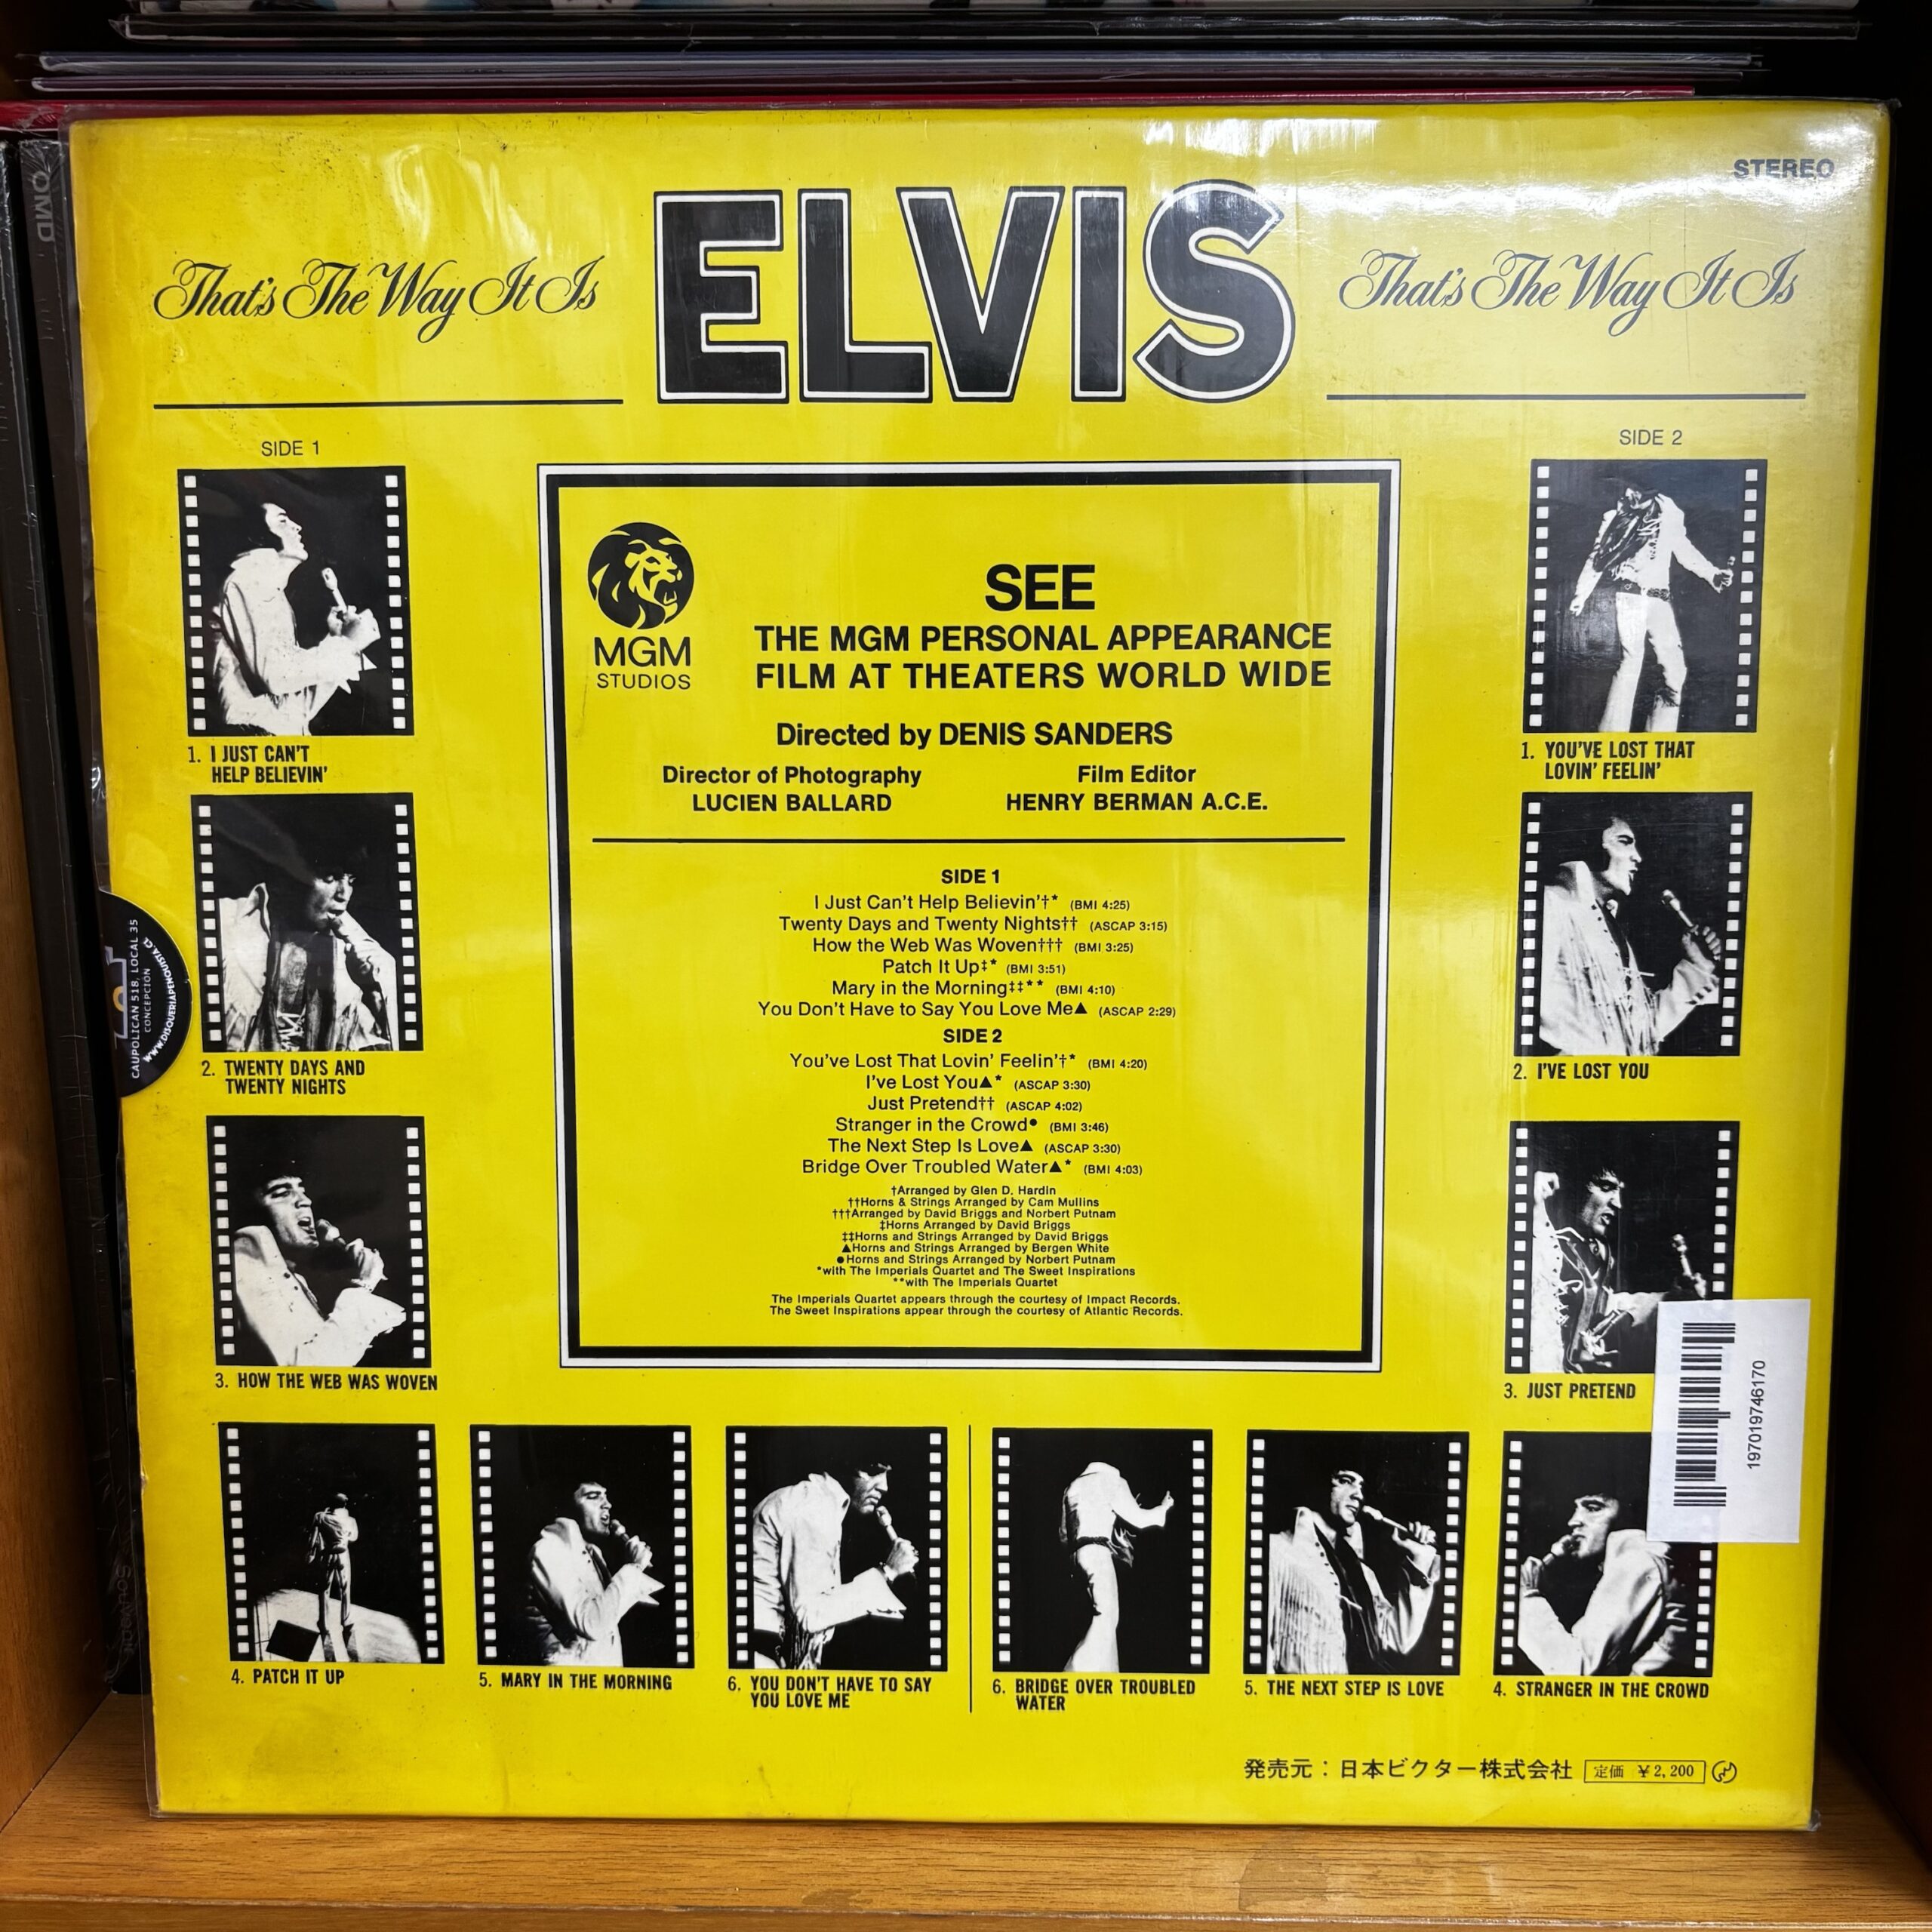 OMD
STEREO
That's The Way It Is
ELVIS
That's The Way It Is
SIDE 1
1. I JUST CAN'T
HELP BELIEVIN'
2. TWENTY DAYS AND
TWENTY NIGHTS
3. HOW THE WEB WAS WOVEN
4. PATCH IT UP
5. MARY IN THE MORNING
6. YOU DON'T HAVE TO SAY
YOU LOVE ME
MGM
STUDIOS
SEE
THE MGM PERSONAL APPEARANCE
FILM AT THEATERS WORLD WIDE
Directed by DENIS SANDERS
Director of Photography
LUCIEN BALLARD
Film Editor
HENRY BERMAN A.C.E.
SIDE 1
I Just Can't Help Believin'†* (BMI 4:25)
Twenty Days and Twenty Nights†† (ASCAP 3:15)
How the Web Was Woven††† (BMI 3:25)
Patch It Up‡* (BMI 3:51)
Mary in the Morning‡‡** (BMI 4:10)
You Don't Have to Say You Love Me▲ (ASCAP 2:29)
SIDE 2
You've Lost That Lovin' Feelin'†* (BMI 4:20)
I've Lost You▲* (ASCAP 3:30)
Just Pretend†† (ASCAP 4:02)
Stranger in the Crowd● (BMI 3:46)
The Next Step Is Love▲ (ASCAP 3:30)
Bridge Over Troubled Water▲* (BMI 4:03)
†Arranged by Glen D. Hardin
††Horns & Strings Arranged by Cam Mullins
†††Arranged by David Briggs and Norbert Putnam
‡Horns Arranged by David Briggs
‡‡Horns and Strings Arranged by David Briggs
▲Horns and Strings Arranged by Bergen White
●Horns and Strings Arranged by Norbert Putnam
*with The Imperials Quartet and The Sweet Inspirations
**with The Imperials Quartet
The Imperials Quartet appears through the courtesy of Impact Records.
The Sweet Inspirations appear through the courtesy of Atlantic Records.
SIDE 2
1. YOU'VE LOST THAT
LOVIN' FEELIN'
2. I'VE LOST YOU
3. JUST PRETEND
6. BRIDGE OVER TROUBLED
WATER
5. THE NEXT STEP IS LOVE
4. STRANGER IN THE CROWD
197019746170
CAUPOLICAN 518, LOCAL 35
CONCEPCIÓN
発売元：日本ビクター株式会社 定価 ￥2,200